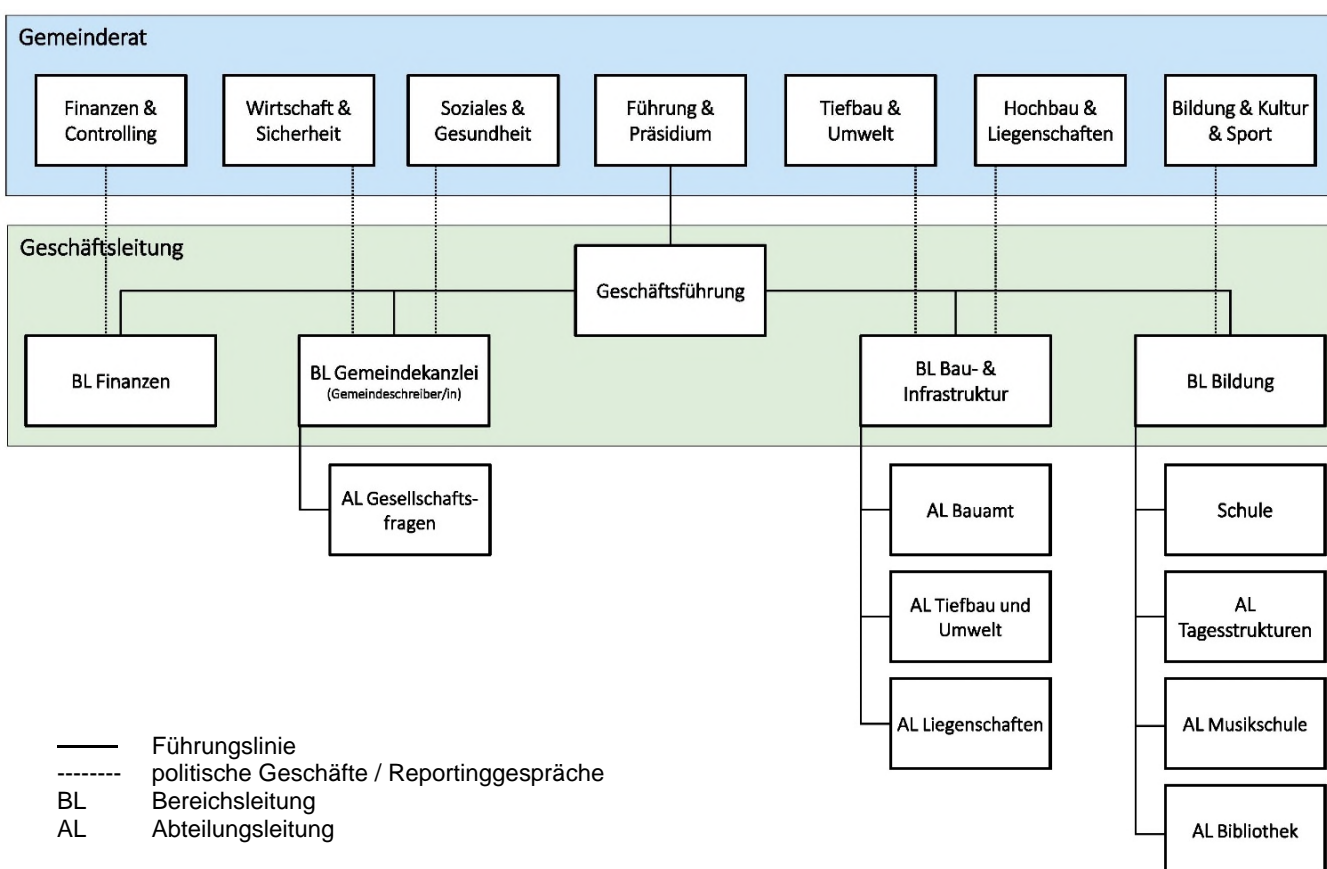 Gemeinderat
Finanzen &
Controlling
Wirtschaft &
Sicherheit
Soziales &
Gesundheit
Führung &
Präsidium
Tiefbau &
Umwelt
Hochbau &
Liegenschaften
Bildung & Kultur
& Sport
Geschäftsleitung
Geschäftsführung
BL Finanzen
BL Gemeindekanzlei
(Gemeindeschreiber/in)
BL Bau- &
Infrastruktur
BL Bildung
AL Gesellschafts-
fragen
AL Bauamt
Schule
AL Tiefbau und
Umwelt
AL
Tagesstrukturen
AL Liegenschaften
AL Musikschule
AL Bibliothek
Führungslinie
politische Geschäfte / Reportinggespräche
BL Bereichsleitung
AL Abteilungsleitung